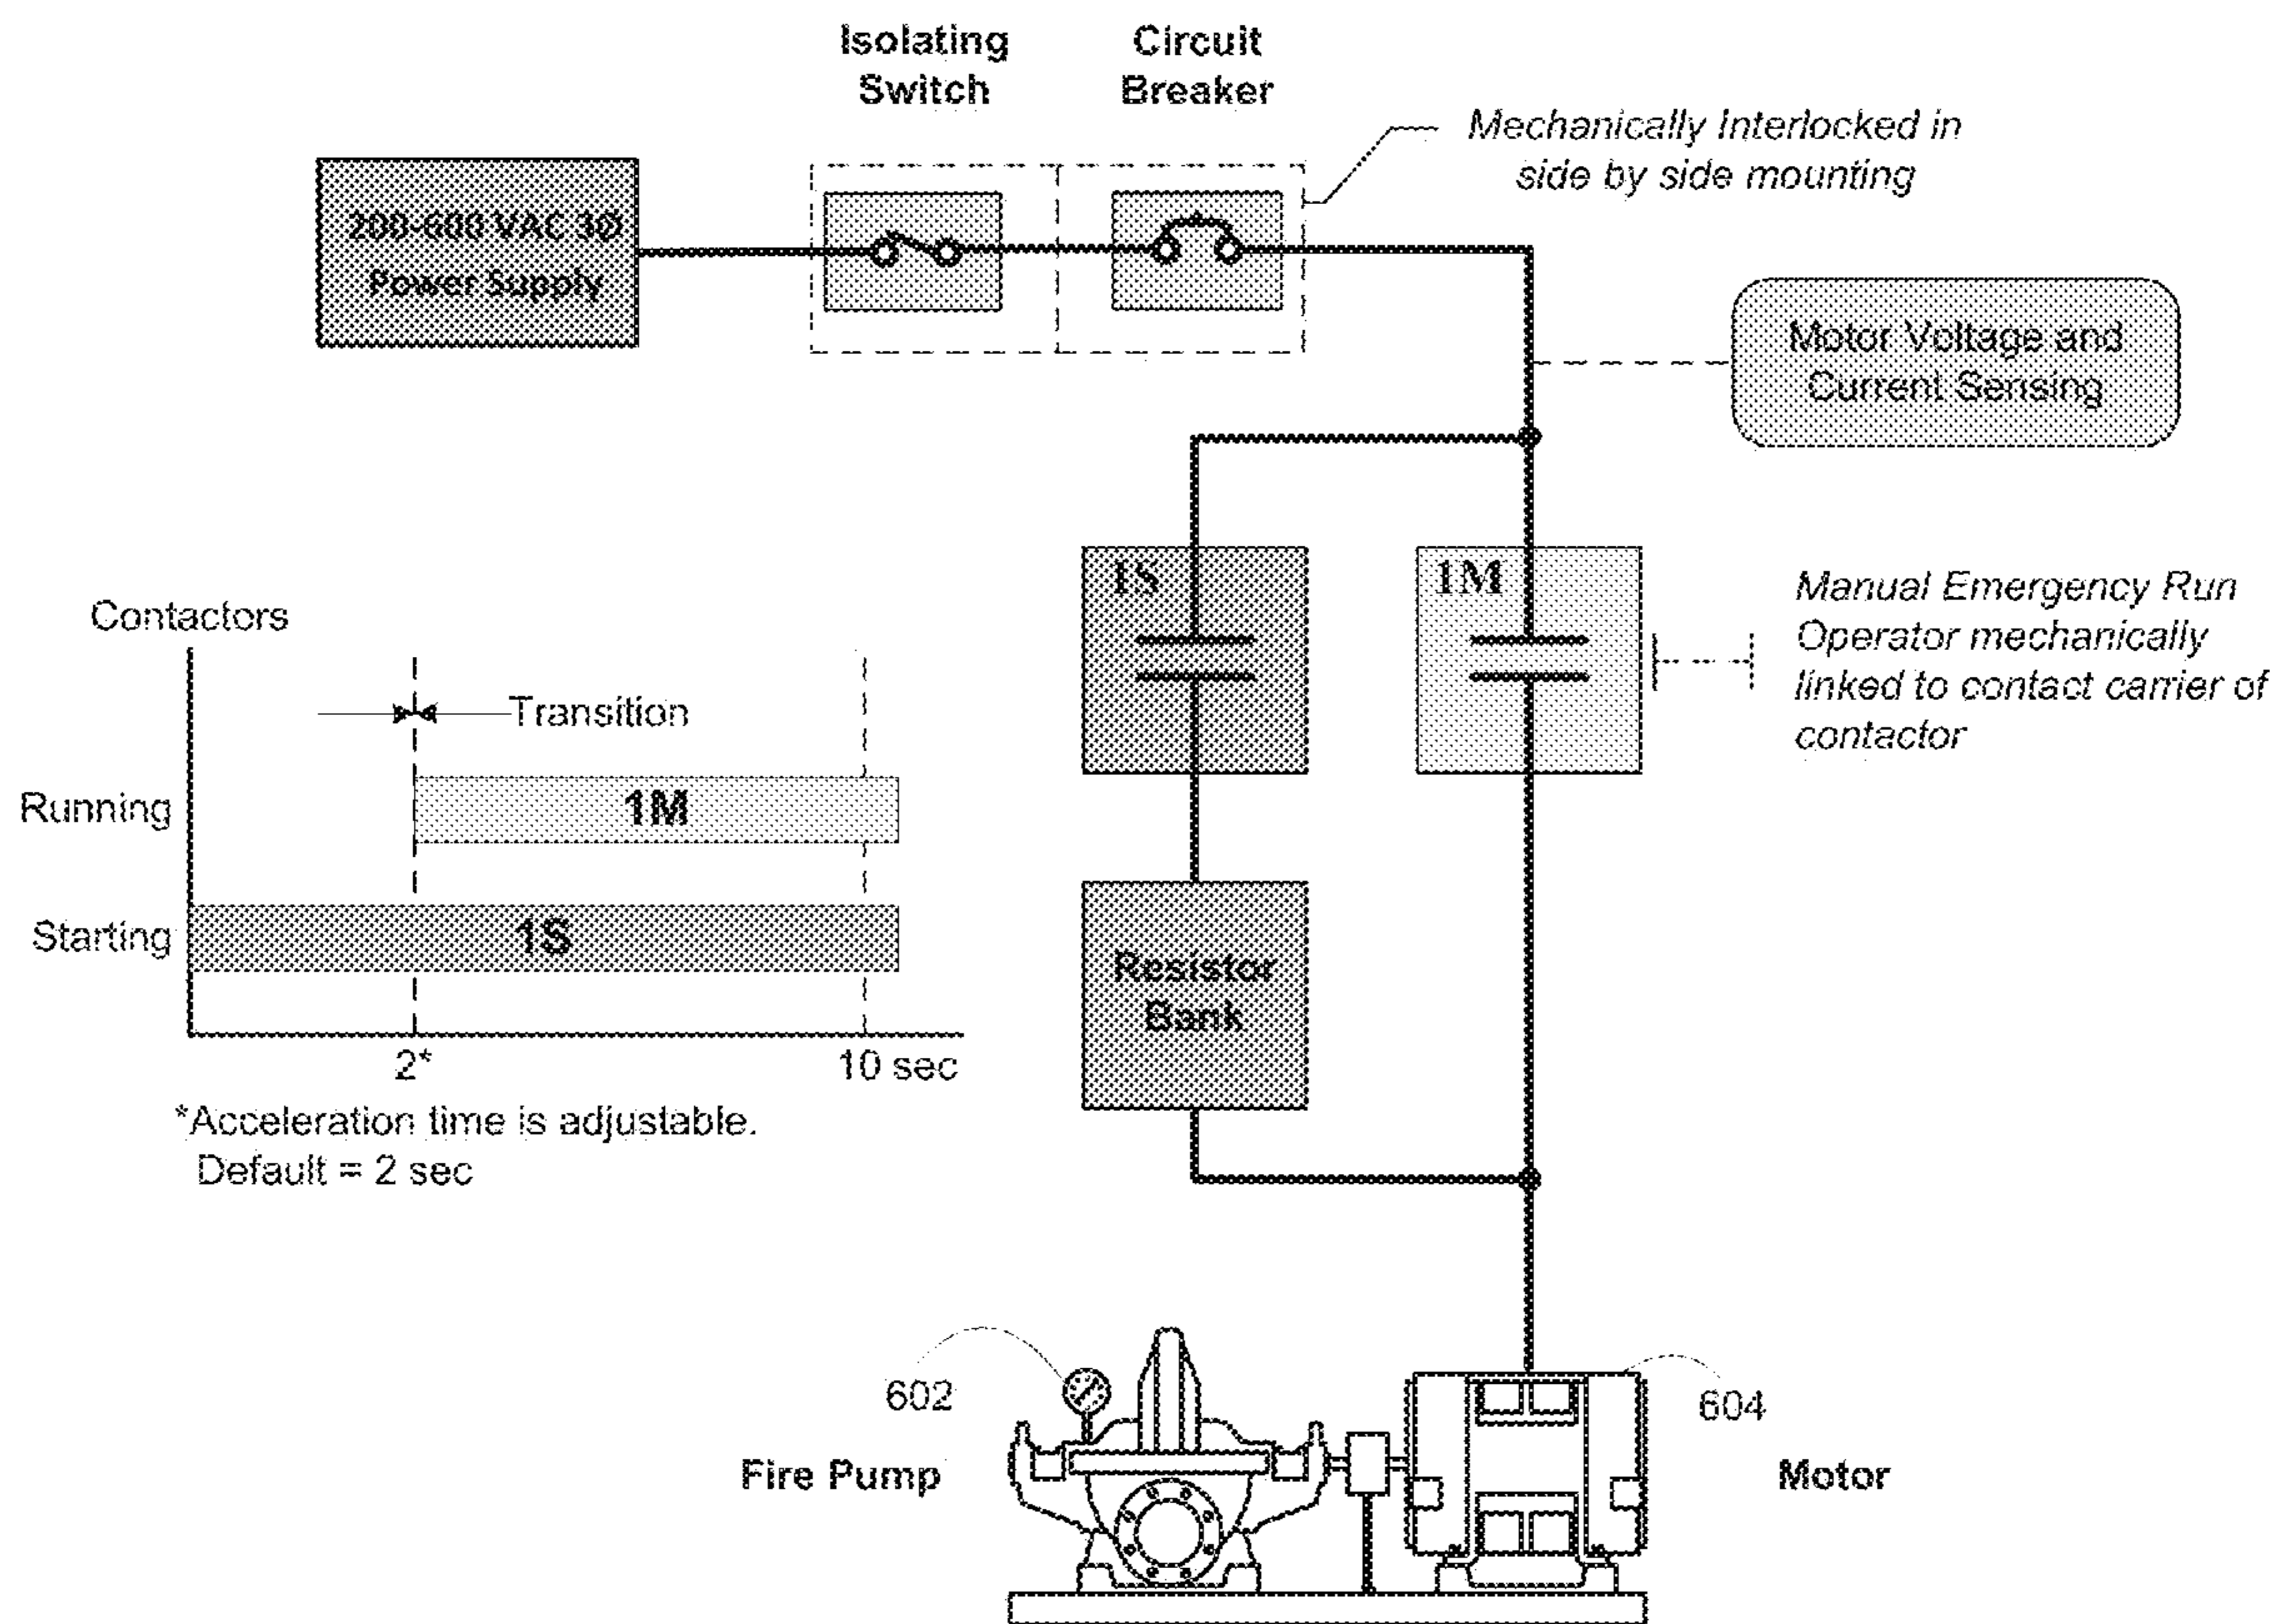 Isolating
Switch
Circuit
Breaker
Mechanically Interlocked in
side by side mounting
200-600 VAC 3Ø
Power Supply
Motor Voltage and
Current Sensing
1S
1M
Manual Emergency Run
Operator mechanically
linked to contact carrier of
contactor
Contactors
Transition
Running
1M
Starting
1S
2*
10 sec
*Acceleration time is adjustable.
Default = 2 sec
Resistor
Bank
602
604
Fire Pump
Motor